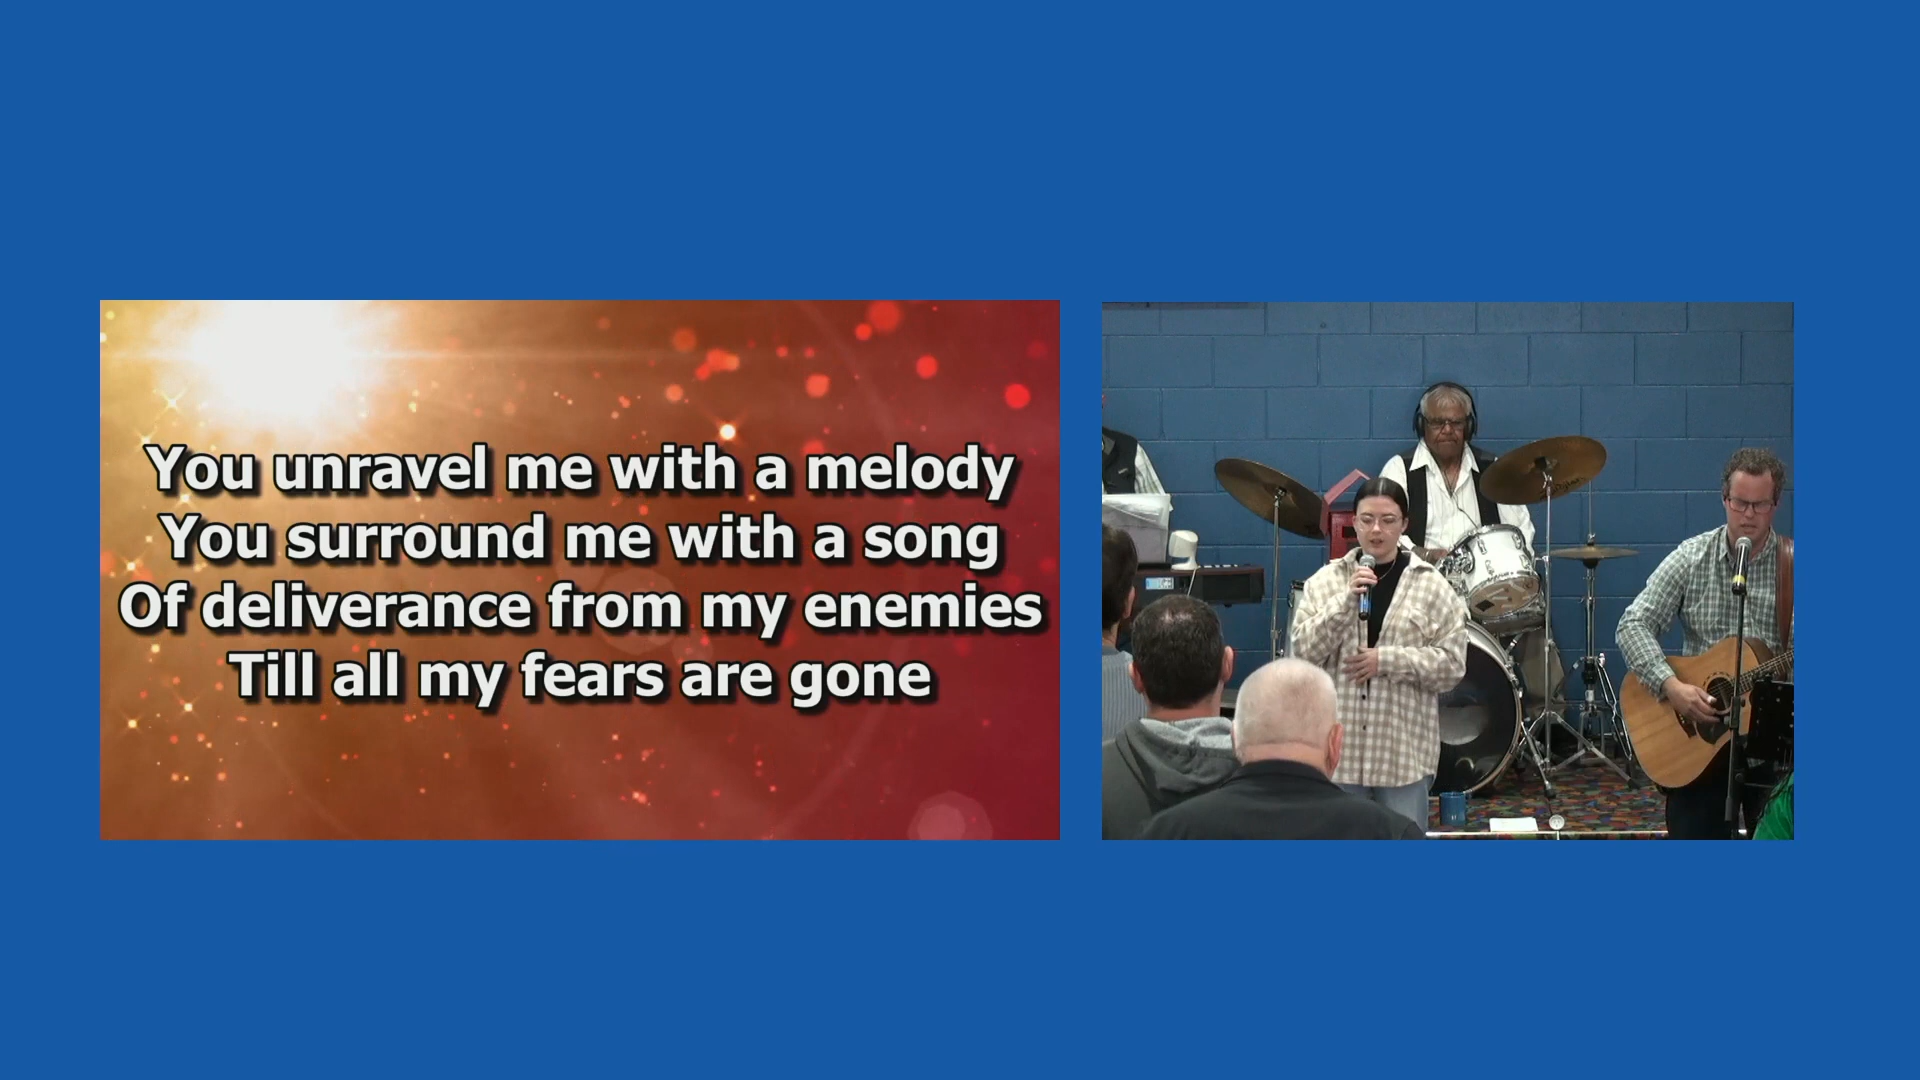 You unravel me with a melody
You surround me with a song
Of deliverance from my enemies
Till all my fears are gone